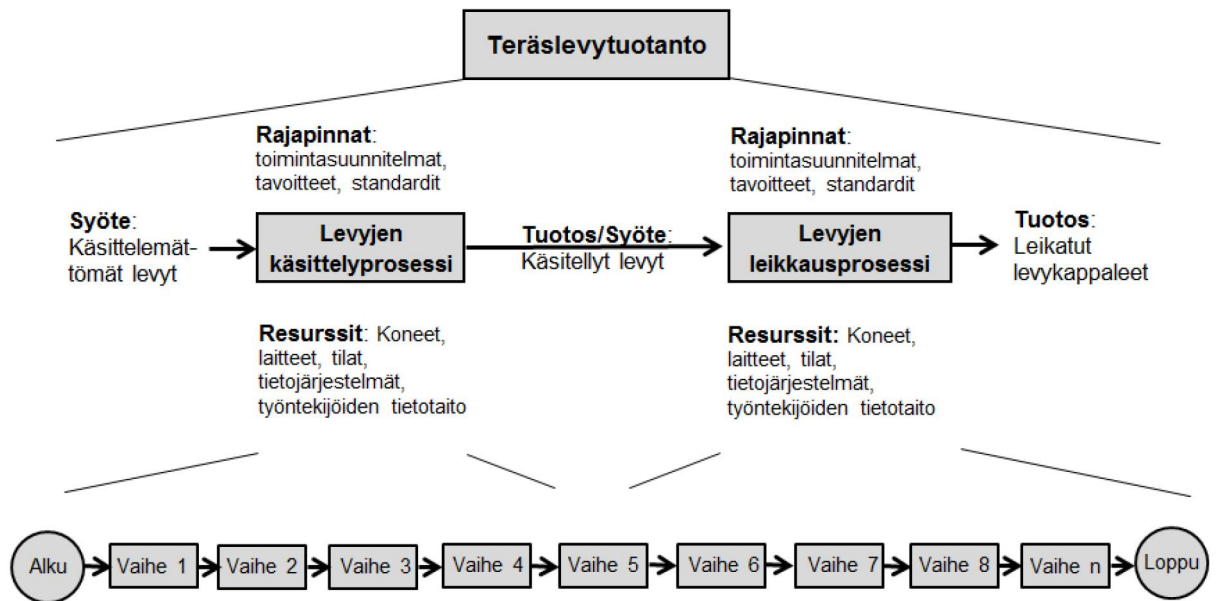 Teräslevytuotanto
Rajapinnat:
toimintasuunnitelmat,
tavoitteet, standardit
Rajapinnat:
toimintasuunnitelmat,
tavoitteet, standardit
Syöte:
Käsittelemät-
tömät levyt
Levyjen
käsittelyprosessi
Tuotos/Syöte:
Käsitellyt levyt
Levyjen
leikkausprosessi
Tuotos:
Leikatut
levykappaleet
Resurssit: Koneet,
laitteet, tilat,
tietojärjestelmät,
työntekijöiden tietotaito
Resurssit: Koneet,
laitteet, tilat,
tietojärjestelmät,
työntekijöiden tietotaito
Alku
Vaihe 1
Vaihe 2
Vaihe 3
Vaihe 4
Vaihe 5
Vaihe 6
Vaihe 7
Vaihe 8
Vaihe n
Loppu